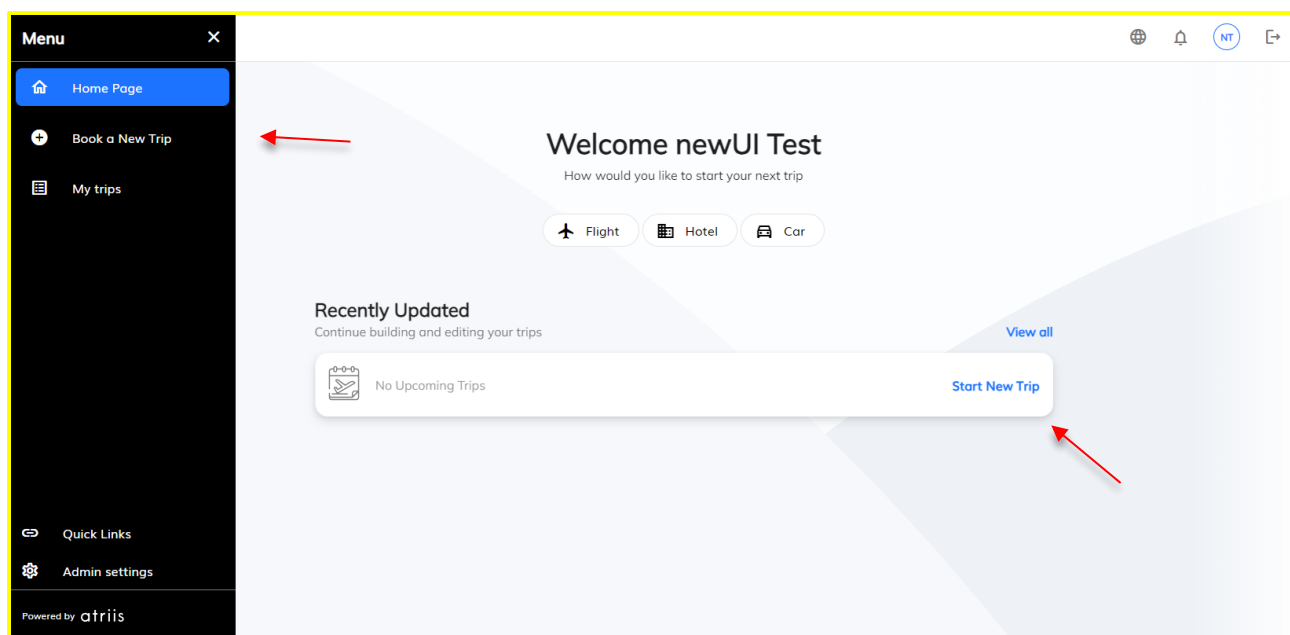 Menu
NT
Home Page
Book a New Trip
My trips
Welcome newUI Test
How would you like to start your next trip
Flight Hotel Car
Recently Updated
Continue building and editing your trips
View all
No Upcoming Trips
Start New Trip
Quick Links
Admin settings
Powered by atriis